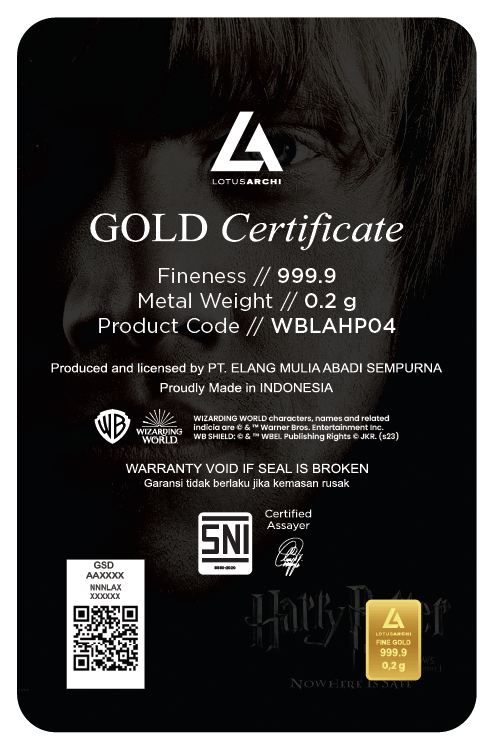 LOTUSARCHI
GOLD Certificate
Fineness // 999.9
Metal Weight // 0.2 g
Product Code // WBLAHP04
Produced and licensed by PT. ELANG MULIA ABADI SEMPURNA
Proudly Made in INDONESIA
WB
WIZARDING
WORLD
WIZARDING WORLD characters, names and related
indicia are © & ™ Warner Bros. Entertainment Inc.
WB SHIELD: © & ™ WBEI. Publishing Rights © JKR. (s23)
WARRANTY VOID IF SEAL IS BROKEN
Garansi tidak berlaku jika kemasan rusak
SNI
Certified
Assayer
GSD
AAXXXX
NNNLAX
XXXXXX
Harry Potter
LOTUSARCHI
FINE GOLD
999.9
0,2 g
NOWHERE IS SAFE